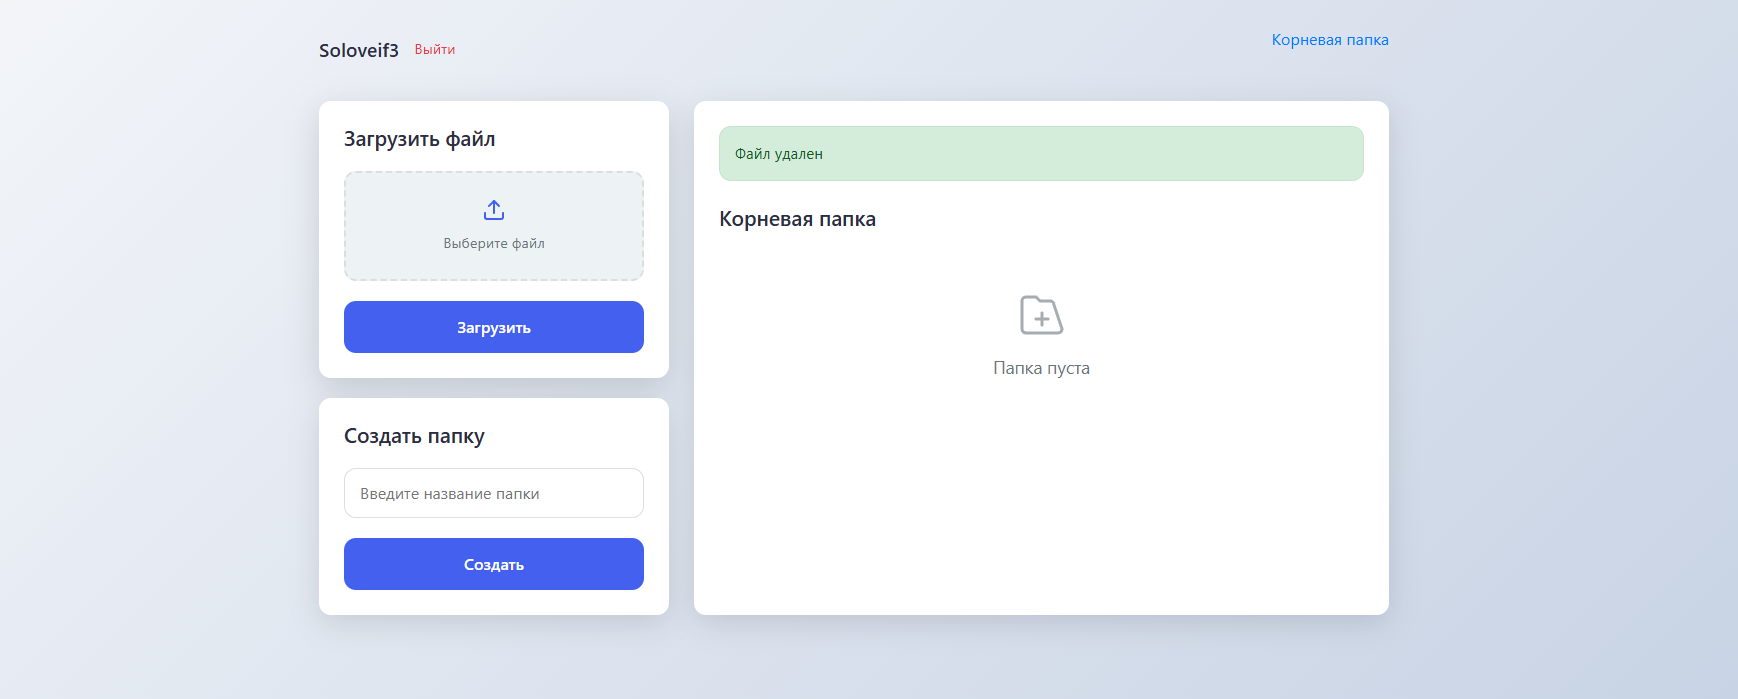 Soloveif3 Выйти
Корневая папка
Загрузить файл
Выберите файл
Загрузить
Создать папку
Введите название папки
Создать
Файл удален
Корневая папка
Папка пуста